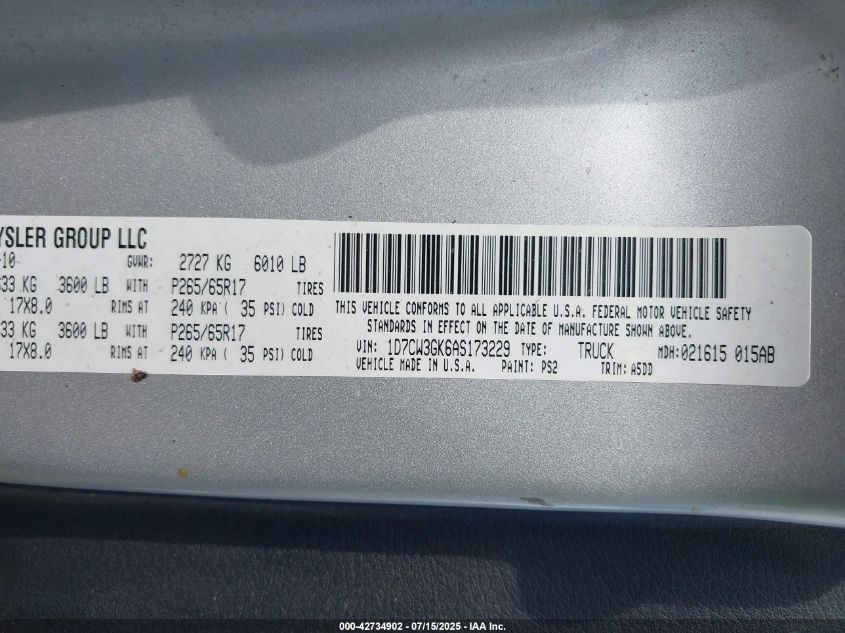 YSLER GROUP LLC
-10 GVWR: 2727 KG 6010 LB
633 KG 3600 LB WITH P265/65R17 TIRES
17X8.0 RIMS AT 240 KPA ( 35 PSI) COLD
633 KG 3600 LB WITH P265/65R17 TIRES
17X8.0 RIMS AT 240 KPA ( 35 PSI) COLD
THIS VEHICLE CONFORMS TO ALL APPLICABLE U.S.A. FEDERAL MOTOR VEHICLE SAFETY
STANDARDS IN EFFECT ON THE DATE OF MANUFACTURE SHOWN ABOVE.
VIN: 1D7CW3GK6AS173229 TYPE: TRUCK MDH:021615 015AB
VEHICLE MADE IN U.S.A. PAINT: PS2 TRIM: A5DD
000-42734902 - 07/15/2025 - IAA Inc.